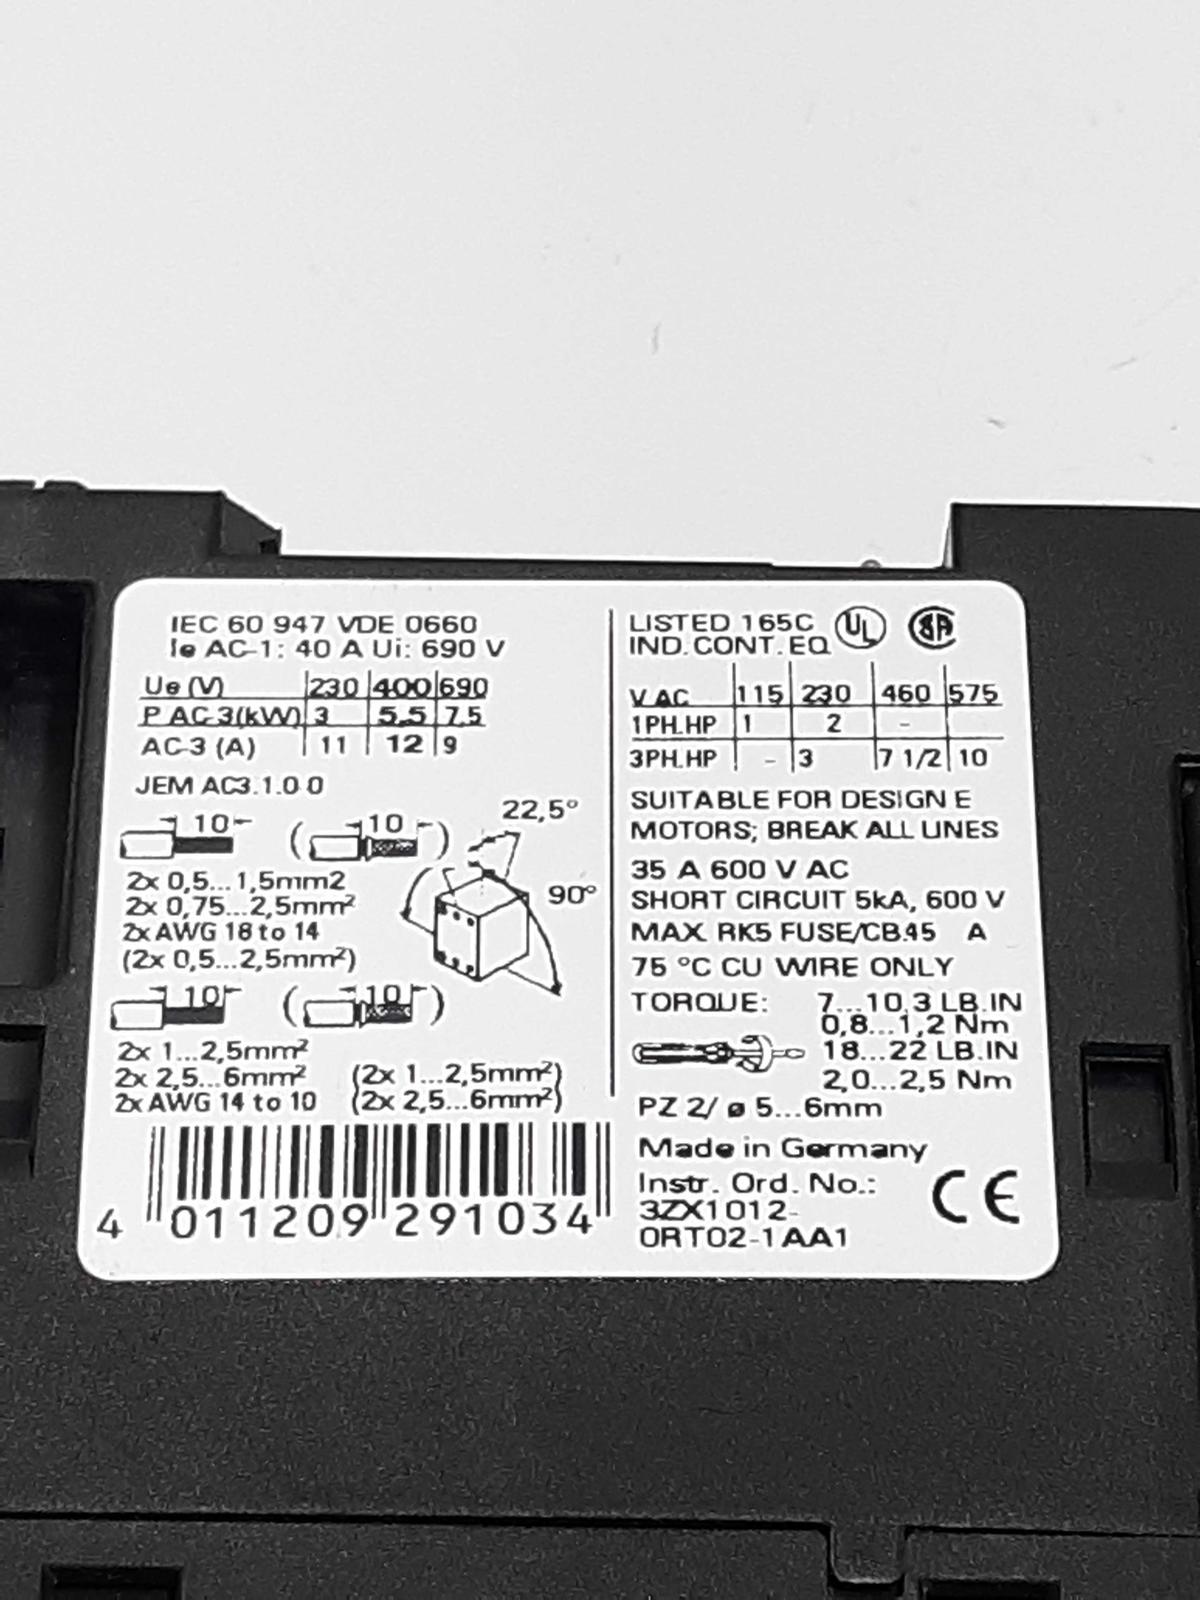 IEC 60 947 VDE 0660
Ie AC-1: 40 A Ui: 690 V
Ue (V) 230 400 690
P AC-3(kW) 3 5,5 7,5
AC-3 (A) 11 12 9
JEM AC3.1.0.0
10 (10) 22,5°
90°
2x 0,5...1,5mm2
2x 0,75...2,5mm²
2x AWG 18 to 14
(2x 0,5...2,5mm²)
10 (10)
2x 1...2,5mm² (2x 1...2,5mm²)
2x 2,5...6mm² (2x 2,5...6mm²)
2x AWG 14 to 10
4 011209 291034
LISTED 165C UL SA
IND. CONT. EQ
V AC 115 230 460 575
1PH.HP 1 2 -
3PH.HP - 3 7 1/2 10
SUITABLE FOR DESIGN E
MOTORS; BREAK ALL LINES
35 A 600 V AC
SHORT CIRCUIT 5kA, 600 V
MAX. RK5 FUSE/CB.45 A
75 °C CU WIRE ONLY
TORQUE: 7...10,3 LB.IN
0,8...1,2 Nm
18...22 LB.IN
2,0...2,5 Nm
PZ 2/ ø 5...6mm
Made in Germany
Instr. Ord. No.:
3ZX1012-
0RT02-1AA1
CE